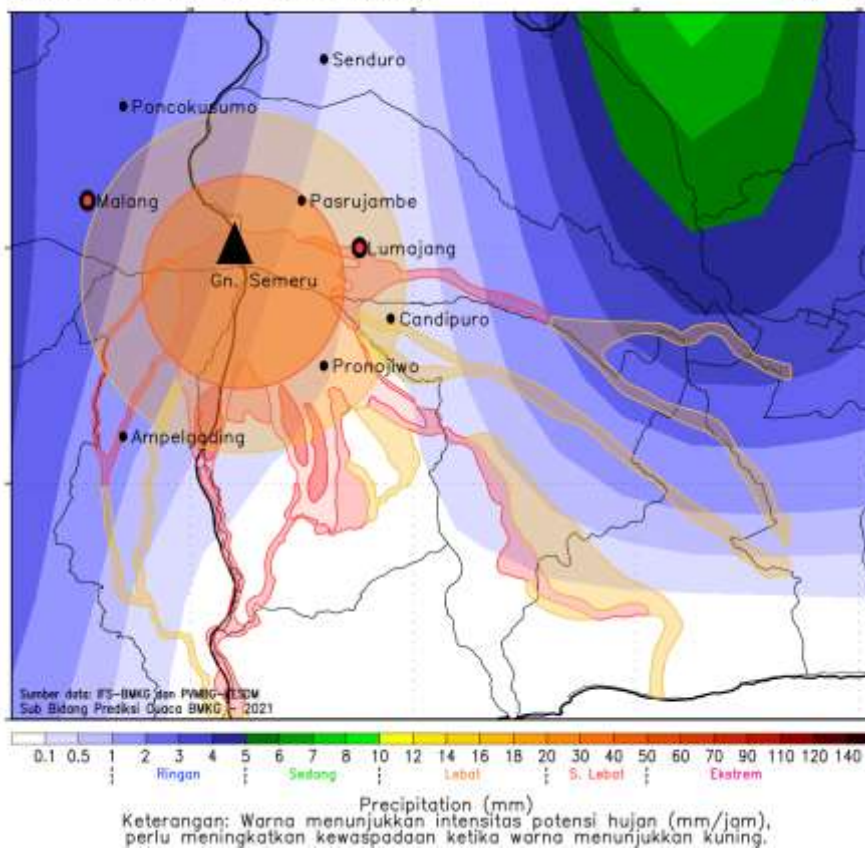 Senduro
Poncokusumo
Malang
Pasrujambe
Lumajang
Gn. Semeru
Candipuro
Pronojiwo
Ampelgading
Sumber data: IFS-BMKG dan PVMBG-ESDM
Sub Bidang Prediksi Cuaca BMKG - 2021
0.1 0.5 1 2 3 4 5 6 7 8 10 12 14 16 18 20 30 40 50 60 70 90 110 120 140
Ringan Sedang Lebat S. Lebat Ekstrem
Precipitation (mm)
Keterangan: Warna menunjukkan intensitas potensi hujan (mm/jam),
perlu meningkatkan kewaspadaan ketika warna menunjukkan kuning.